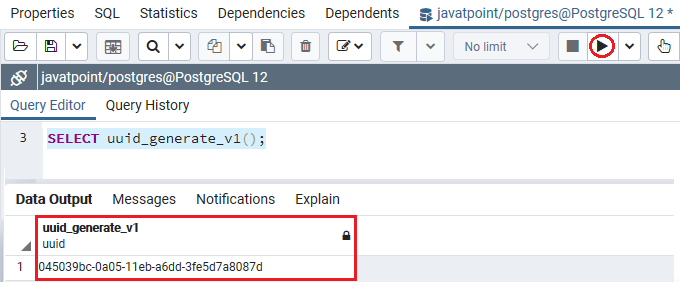 Properties SQL Statistics Dependencies Dependents javatpoint/postgres@PostgreSQL 12 *
No limit
javatpoint/postgres@PostgreSQL 12
Query Editor Query History
3 SELECT uuid_generate_v1();
Data Output Messages Notifications Explain
uuid_generate_v1
uuid
1 045039bc-0a05-11eb-a6dd-3fe5d7a8087d